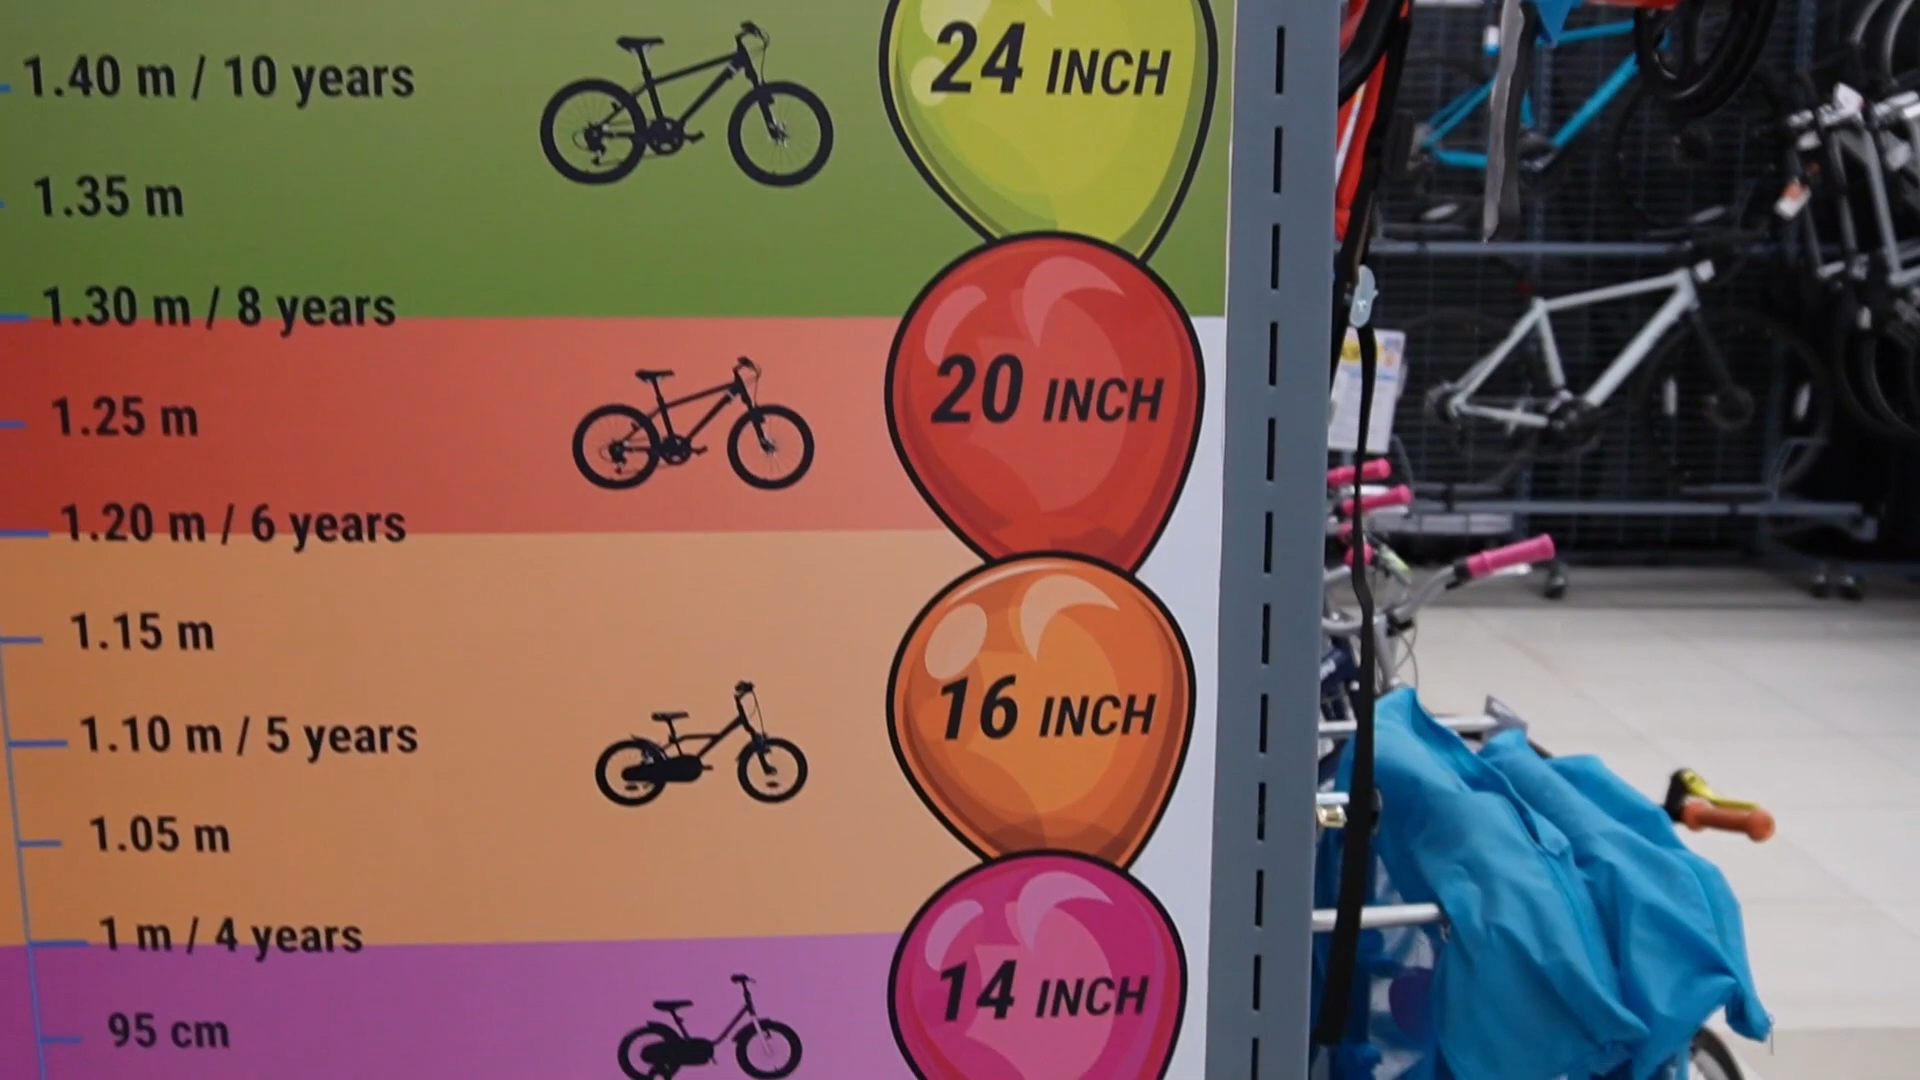 1.40 m / 10 years
24 INCH
1.35 m
1.30 m / 8 years
1.25 m
20 INCH
1.20 m / 6 years
1.15 m
16 INCH
1.10 m / 5 years
1.05 m
1 m / 4 years
14 INCH
95 cm